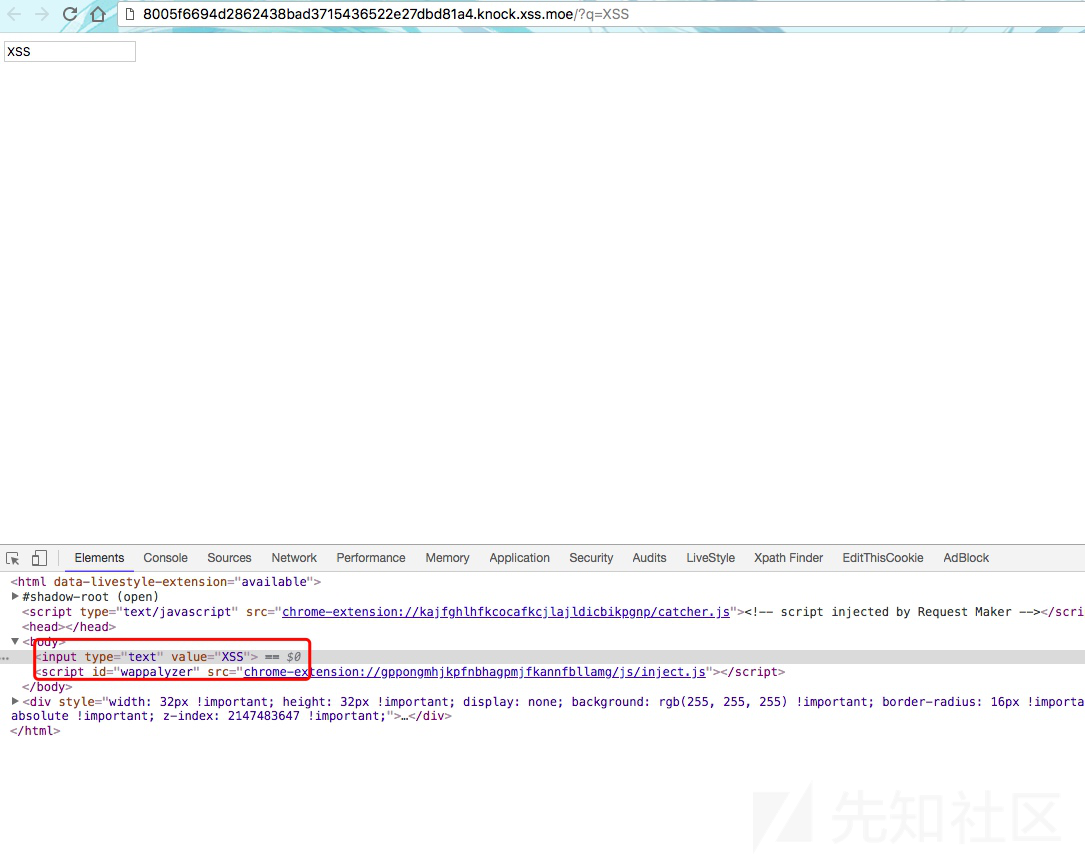 8005f6694d2862438bad3715436522e27dbd81a4.knock.xss.moe/?q=XSS
XSS
Elements Console Sources Network Performance Memory Application Security Audits LiveStyle Xpath Finder EditThisCookie AdBlock
<html data-livestyle-extension="available">
#shadow-root (open)
<script type="text/javascript" src="chrome-extension://kajfghlhfkcocafkcjlajldicbikpgnp/catcher.js"><!-- script injected by Request Maker --></scri
<head></head>
<body>
<input type="text" value="XSS"> == $0
<script id="wappalyzer" src="chrome-extension://gppongmhjkpfnbhagpmjfkannfbllamg/js/inject.js"></script>
</body>
<div style="width: 32px !important; height: 32px !important; display: none; background: rgb(255, 255, 255) !important; border-radius: 16px !importa
absolute !important; z-index: 2147483647 !important;">…</div>
</html>
先知社区